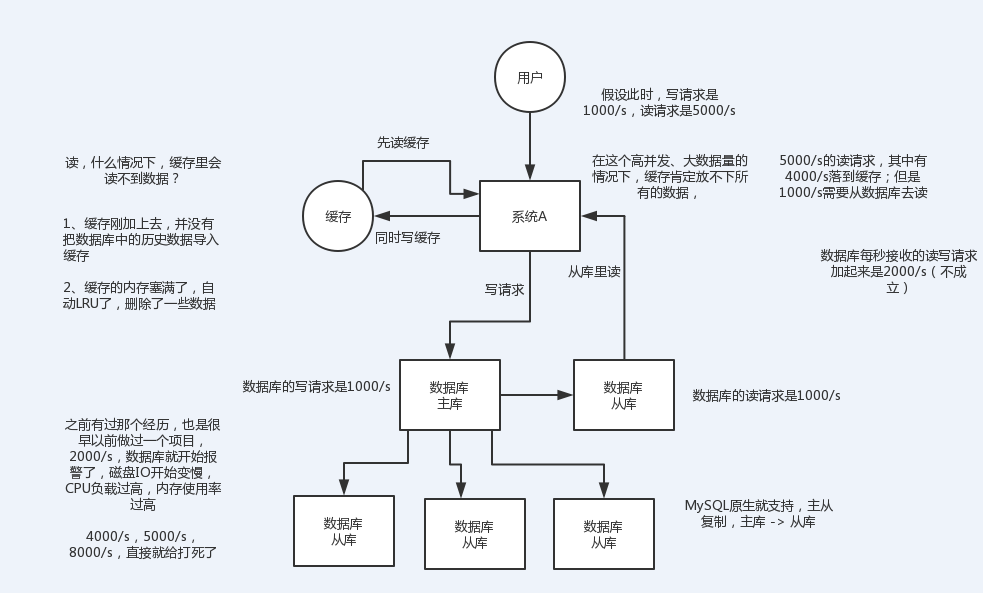 用户
假设此时，写请求是
1000/s，读请求是5000/s
先读缓存
读，什么情况下，缓存里会
读不到数据？
在这个高并发、大数据量的
情况下，缓存肯定放不下所
有的数据，
5000/s的读请求，其中有
4000/s落到缓存；但是
1000/s需要从数据库去读
缓存
系统A
同时写缓存
1、缓存刚加上去，并没有
把数据库中的历史数据导入
缓存
2、缓存的内存塞满了，自
动LRU了，删除了一些数据
写请求
从库里读
数据库每秒接收的读写请求
加起来是2000/s（不成
立）
数据库的写请求是1000/s
数据库
主库
数据库
从库
数据库的读请求是1000/s
之前有过那个经历，也是很
早以前做过一个项目，
2000/s，数据库就开始报
警了，磁盘IO开始变慢，
CPU负载过高，内存使用率
过高
4000/s，5000/s，
8000/s，直接就给打死了
数据库
从库
数据库
从库
数据库
从库
MySQL原生就支持，主从
复制，主库 -> 从库